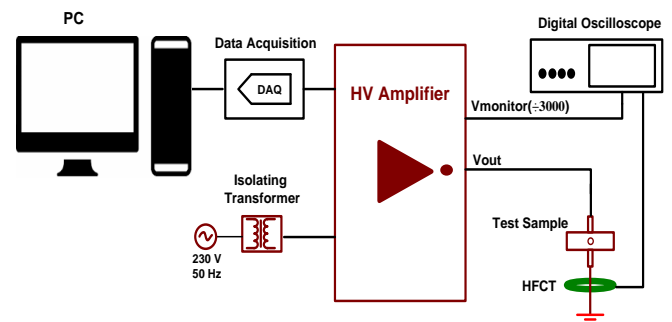 PC
Digital Oscilloscope
Data Acquisition
DAQ
HV Amplifier
Vmonitor(÷3000)
Vout
Isolating
Transformer
Test Sample
230 V
50 Hz
HFCT